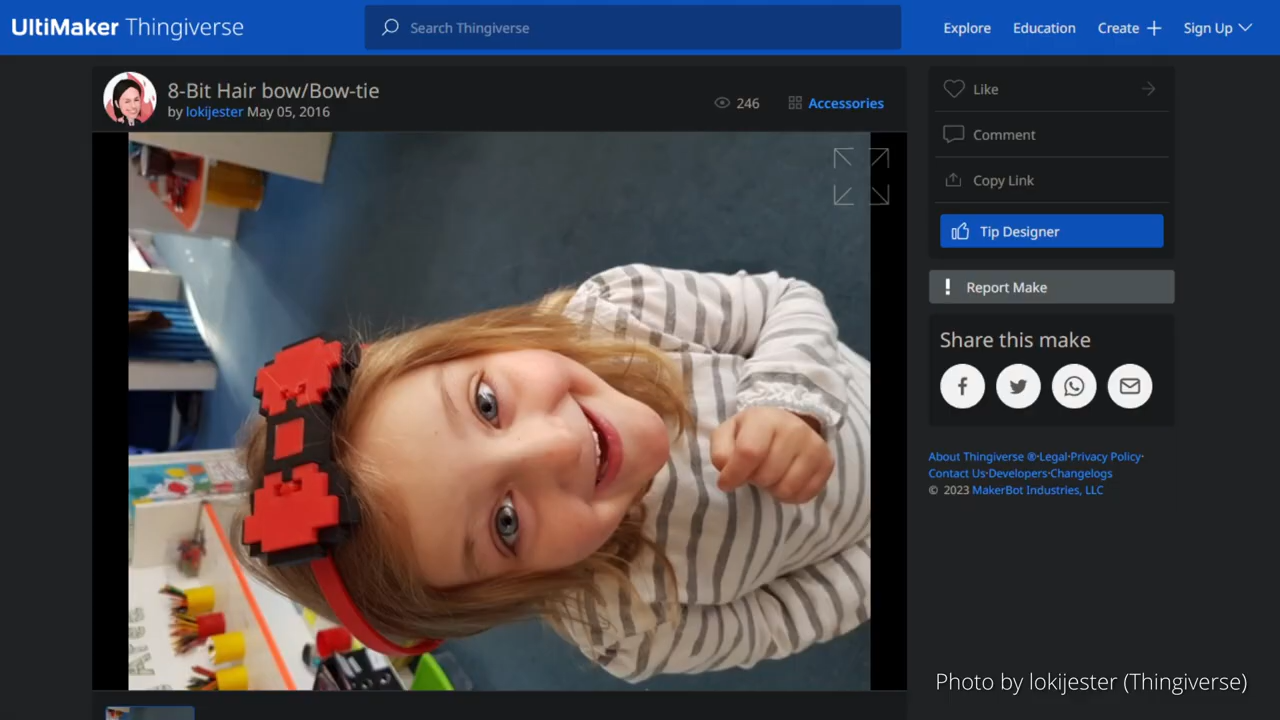 UltiMaker Thingiverse
Search Thingiverse
Explore
Education
Create
Sign Up
8-Bit Hair bow/Bow-tie
by lokijester May 05, 2016
246
Accessories
Like
Comment
Copy Link
Tip Designer
Report Make
Share this make
About Thingiverse ®·Legal·Privacy Policy·
Contact Us·Developers·Changelogs
© 2023 MakerBot Industries, LLC
Photo by lokijester (Thingiverse)